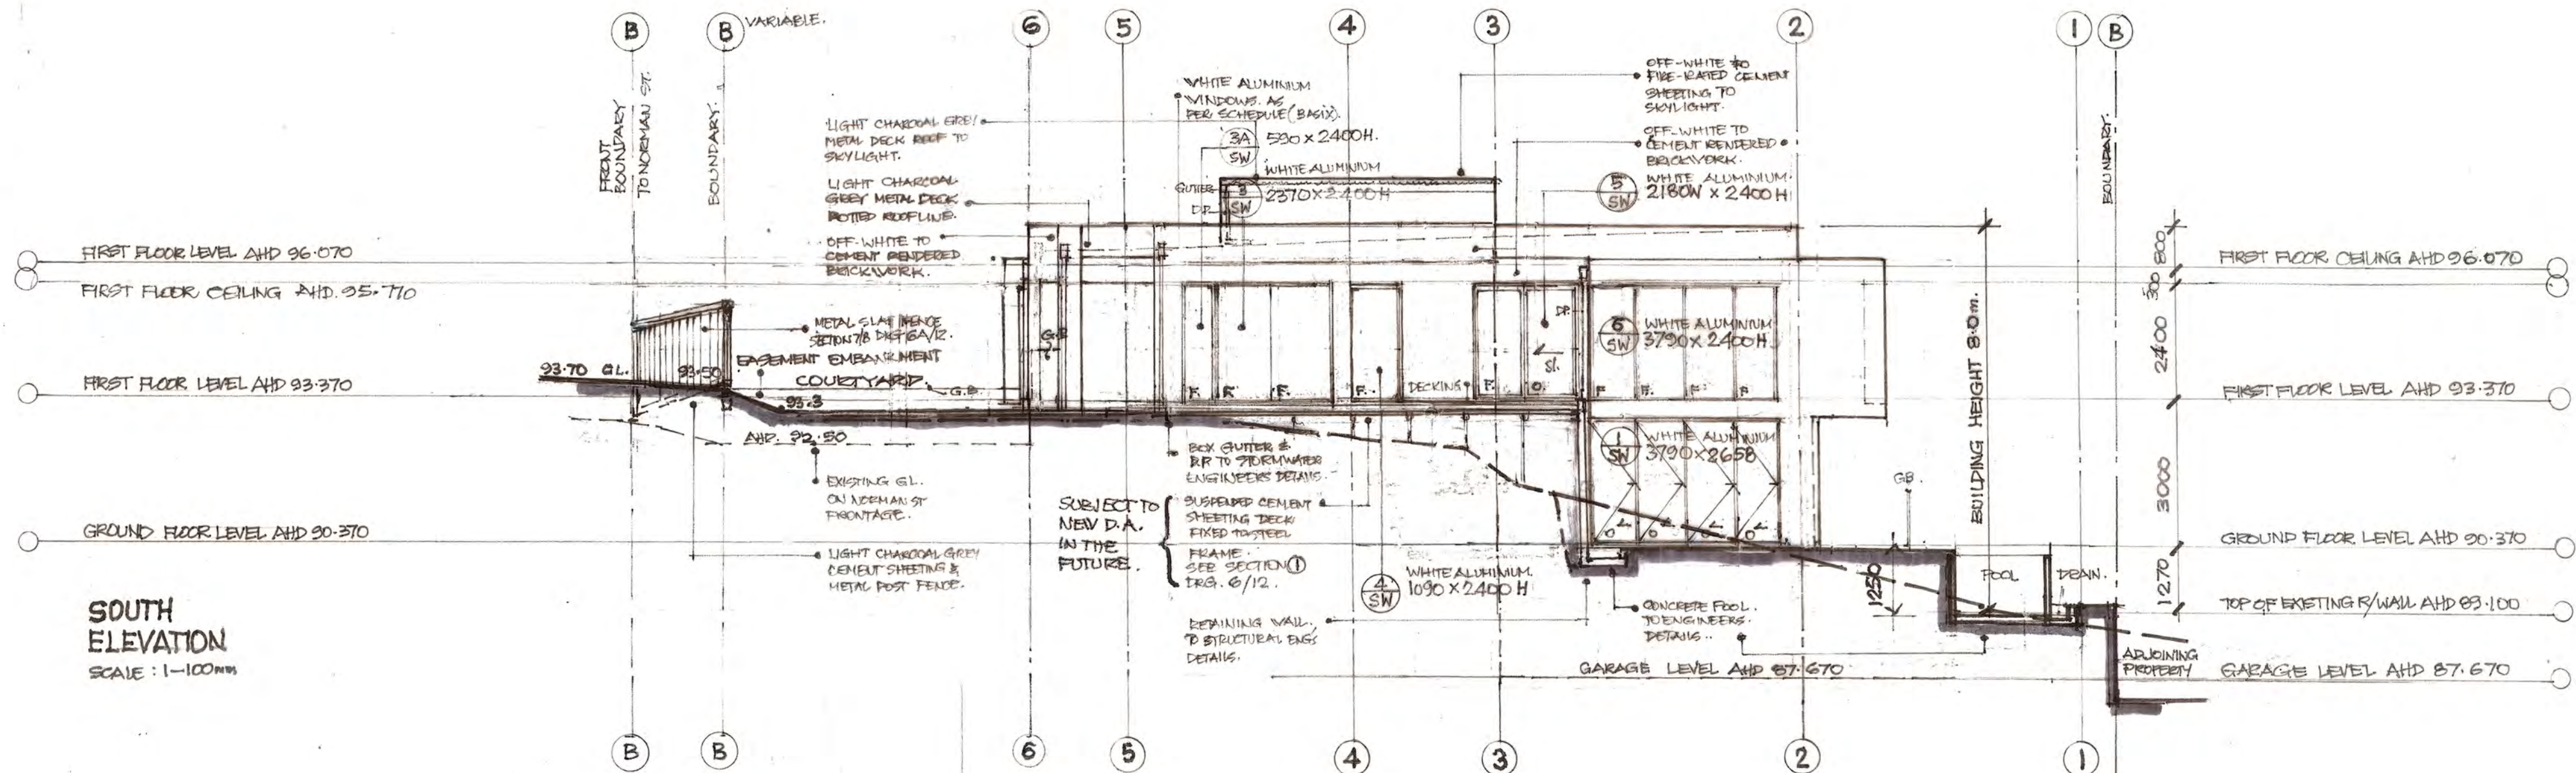 B
B
VARIABLE.
6
5
4
3
2
1
B
FRONT
BOUNDARY
TO NORMAN ST.
BOUNDARY.
BOUNDARY.
LIGHT CHARCOAL GREY
METAL DECK ROOF TO
SKYLIGHT.
LIGHT CHARCOAL
GREY METAL DECK
DOTTED ROOFLINE.
OFF-WHITE TO
CEMENT RENDERED
BRICKWORK.
WHITE ALUMINIUM
WINDOWS. AS
PER SCHEDULE (BASIX).
3A
SW
590 X 2400H.
WHITE ALUMINIUM
GUTTER
3
SW
2370 X 2400H
D.P.
OFF-WHITE TO
FIRE-RATED CEMENT
SHEETING TO
SKYLIGHT.
OFF-WHITE TO
CEMENT RENDERED
BRICKWORK.
5
SW
WHITE ALUMINIUM.
2180W X 2400H
FIRST FLOOR LEVEL AHD 96.070
FIRST FLOOR CEILING AHD. 95.770
FIRST FLOOR LEVEL AHD 93.370
GROUND FLOOR LEVEL AHD 90.370
METAL SLAT FENCE
EASEMENT EMBANKMENT
COURTYARD.
93.70 GL.
93.50
93.3
G.B.
G.B
AHD. 92.50
EXISTING GL.
ON NORMAN ST
FRONTAGE.
LIGHT CHARCOAL GREY
CEMENT SHEETING &
METAL POST FENCE.
F.
F.
F.
F.
DECKING
F.
O.
DP.
SL.
6
SW
WHITE ALUMINIUM
3790 X 2400H.
F
F.
F.
F
1
SW
WHITE ALUMINIUM
3790 X 2658
O
O
O
O
BOX GUTTER &
D.P. TO STORMWATER
ENGINEERS DETAILS.
SUBJECT TO
NEW D.A.
IN THE
FUTURE.
SUSPENDED CEMENT
SHEETING DECK
FIXED TO STEEL
FRAME.
SEE SECTION 1
DRG. 6/12.
4
SW
WHITE ALUMINIUM.
1090 X 2400H
RETAINING WALL.
TO STRUCTURAL ENGS
DETAILS.
CONCRETE POOL.
TO ENGINEERS.
DETAILS..
GARAGE LEVEL AHD 87.670
GB.
1250
POOL
DRAIN.
BUILDING HEIGHT 8.0m.
800
300
2400
3000
1270
FIRST FLOOR CEILING AHD 96.070
FIRST FLOOR LEVEL AHD 93.370
GROUND FLOOR LEVEL AHD 90.370
TOP OF EXISTING R/WALL AHD 89.100
ADJOINING
PROPERTY
GARAGE LEVEL AHD 87.670
SOUTH
ELEVATION
SCALE : 1-100mm
B
B
6
5
4
3
2
1